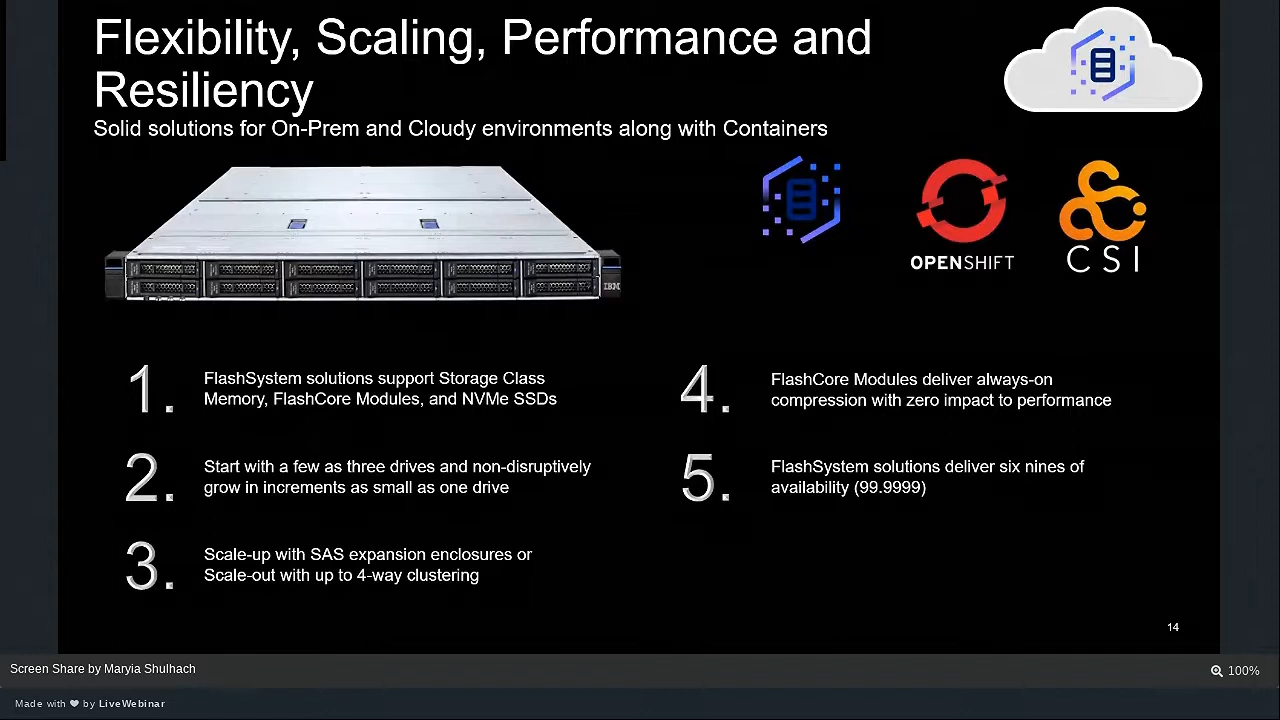 Flexibility, Scaling, Performance and
Resiliency
Solid solutions for On-Prem and Cloudy environments along with Containers
IBM
OPENSHIFT
CSI
1.
FlashSystem solutions support Storage Class
Memory, FlashCore Modules, and NVMe SSDs
2.
Start with a few as three drives and non-disruptively
grow in increments as small as one drive
3.
Scale-up with SAS expansion enclosures or
Scale-out with up to 4-way clustering
4.
FlashCore Modules deliver always-on
compression with zero impact to performance
5.
FlashSystem solutions deliver six nines of
availability (99.9999)
14
Screen Share by Maryia Shulhach
100%
Made with ❤ by LiveWebinar